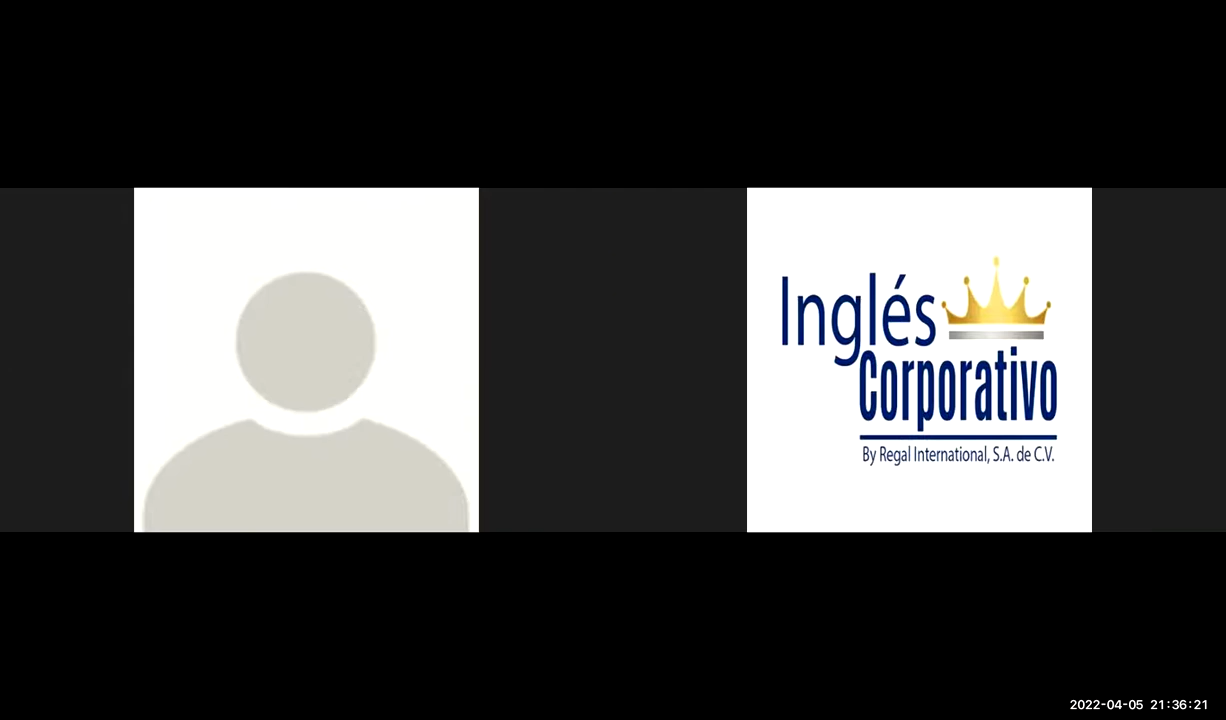 Inglés
Corporativo
By Regal International, S.A. de C.V.
2022-04-05 21:36:21